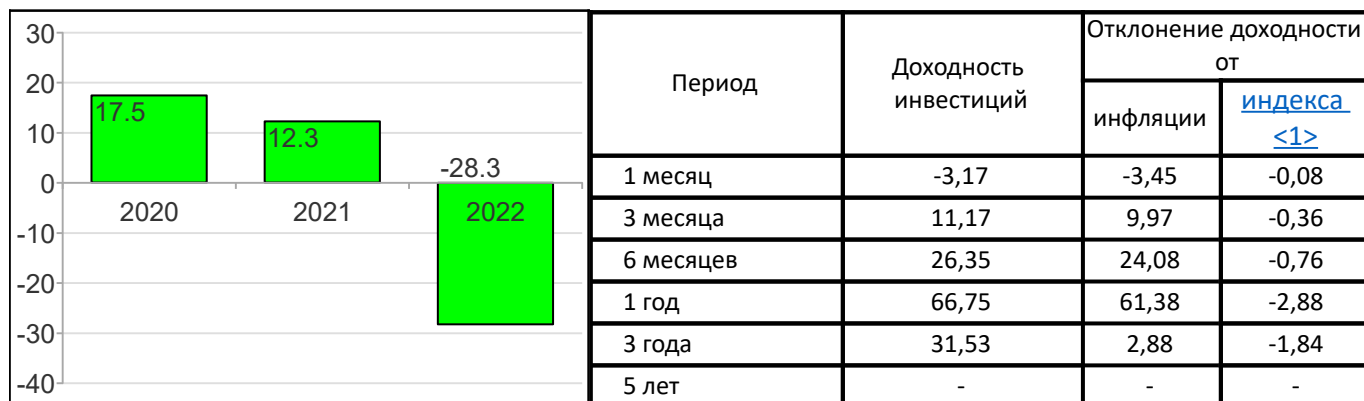 30
20
10
0
-10
-20
-30
-40
17.5
12.3
-28.3
2020 2021 2022
Период
Доходность
инвестиций
Отклонение доходности
от
инфляции
индекса
<1>
1 месяц -3,17 -3,45 -0,08
3 месяца 11,17 9,97 -0,36
6 месяцев 26,35 24,08 -0,76
1 год 66,75 61,38 -2,88
3 года 31,53 2,88 -1,84
5 лет - - -